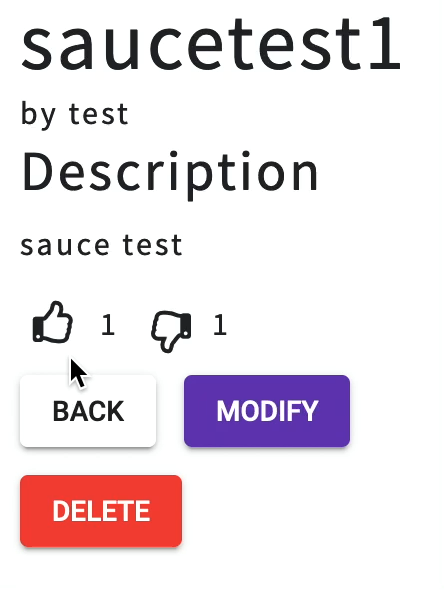 saucetest1
by test
Description
sauce test
1 1
BACK MODIFY
DELETE